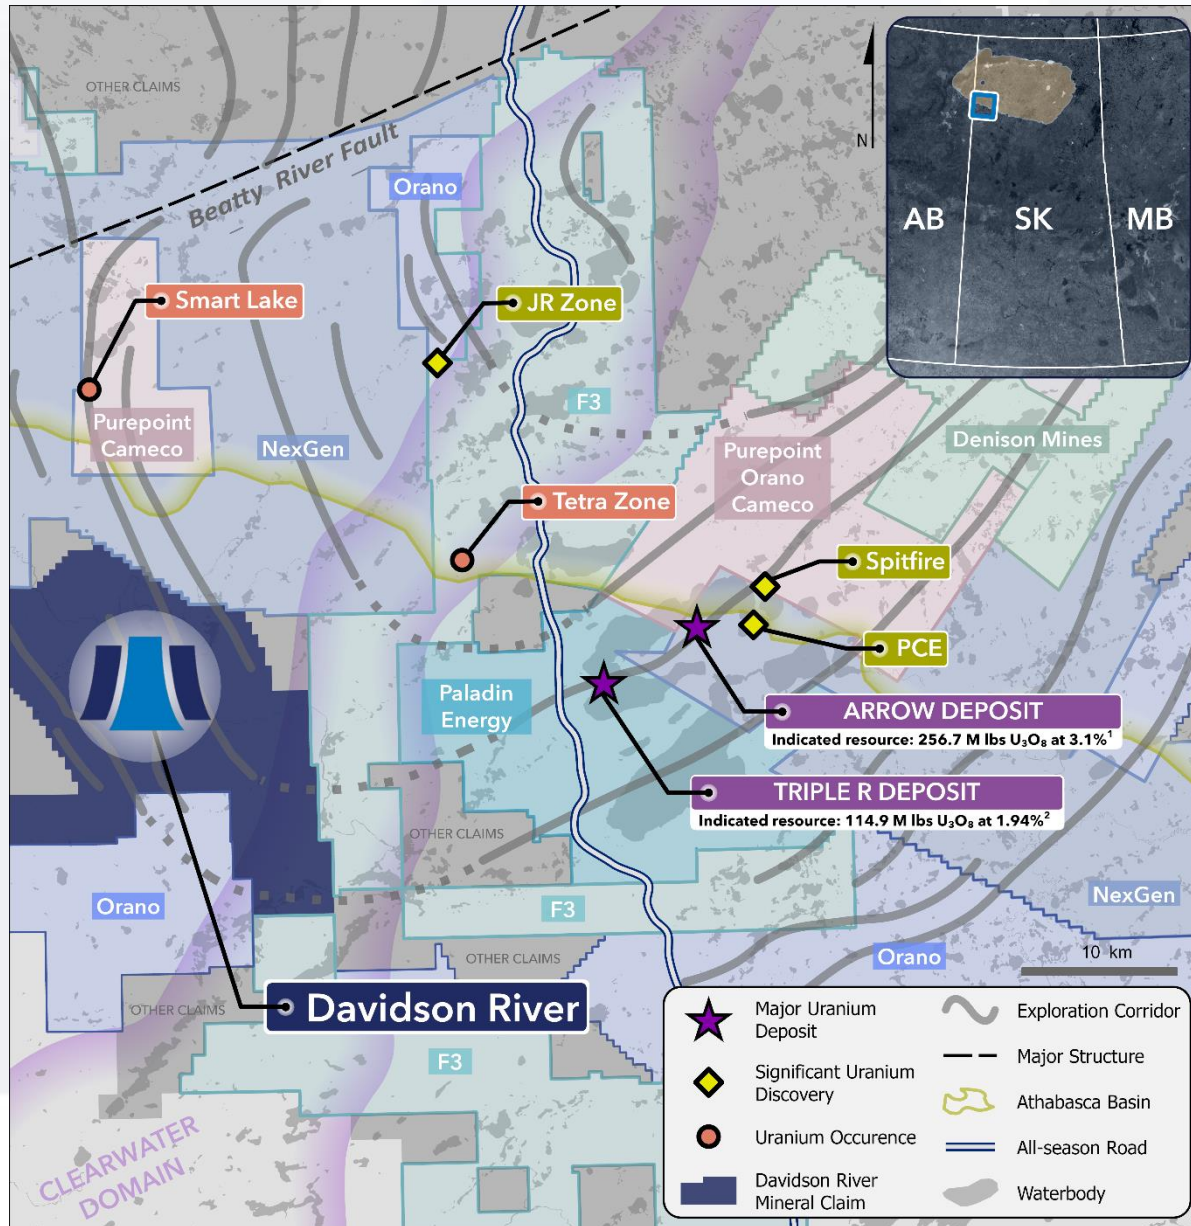 OTHER CLAIMS
Beatty River Fault
Orano
N
AB
SK
MB
Smart Lake
JR Zone
F3
Purepoint
Cameco
NexGen
Purepoint
Orano
Cameco
Denison Mines
Tetra Zone
Spitfire
PCE
Paladin
Energy
ARROW DEPOSIT
Indicated resource: 256.7 M lbs U₃O₈ at 3.1%¹
TRIPLE R DEPOSIT
Indicated resource: 114.9 M lbs U₃O₈ at 1.94%²
OTHER CLAIMS
Orano
F3
NexGen
OTHER CLAIMS
Orano
10 km
OTHER CLAIMS
Davidson River
F3
CLEARWATER
DOMAIN
Major Uranium
Deposit
Significant Uranium
Discovery
Uranium Occurence
Davidson River
Mineral Claim
Exploration Corridor
Major Structure
Athabasca Basin
All-season Road
Waterbody